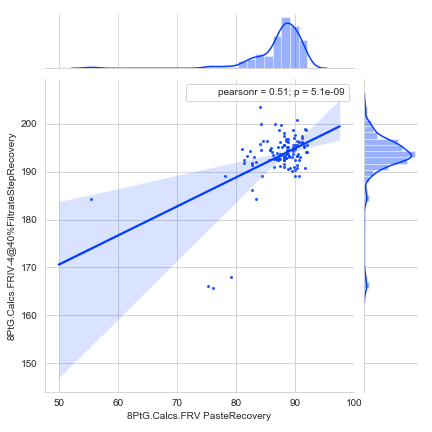 pearsonr = 0.51; p = 5.1e-09
200
190
180
170
160
150
8PtG.Calcs.FRIV-4@40%FiltrateStepRecovery
50 60 70 80 90 100
8PtG.Calcs.FRV PasteRecovery